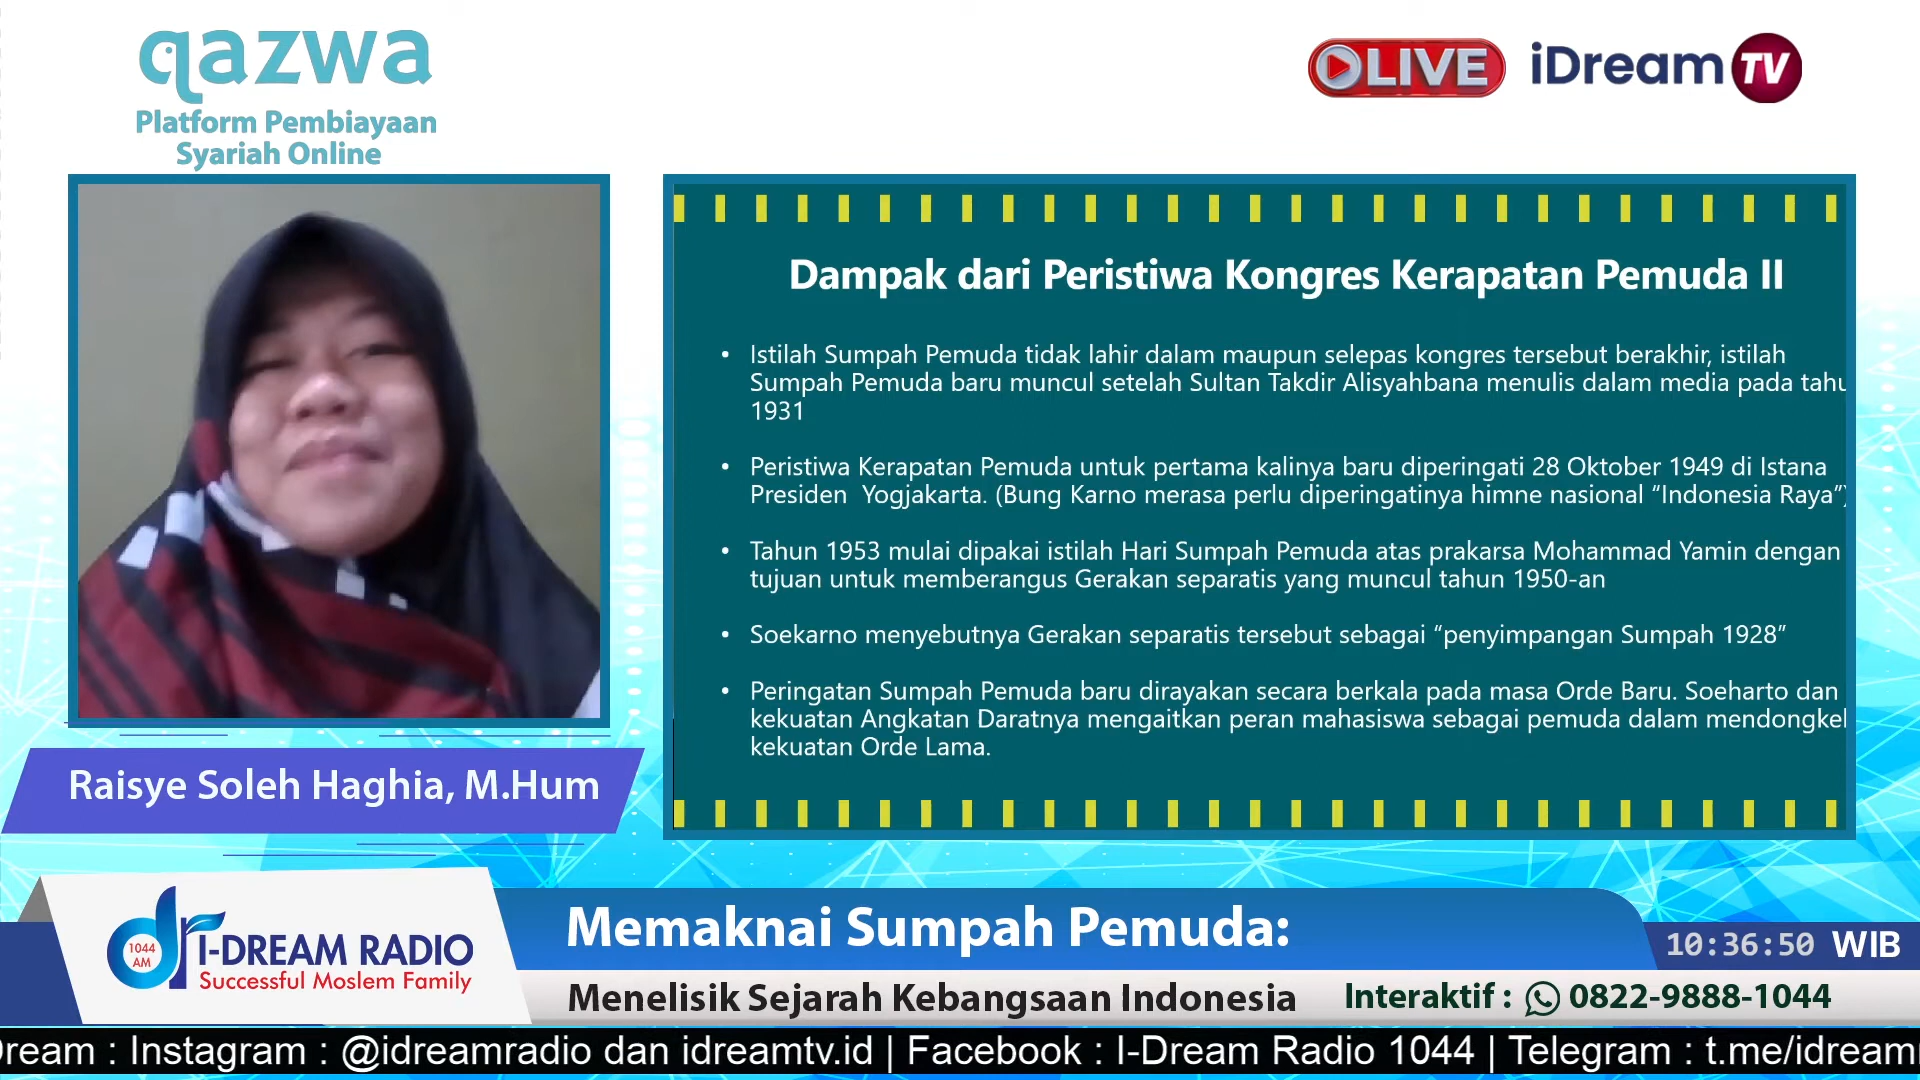 qazwa
Platform Pembiayaan
Syariah Online
LIVE
iDream TV
Dampak dari Peristiwa Kongres Kerapatan Pemuda II
• Istilah Sumpah Pemuda tidak lahir dalam maupun selepas kongres tersebut berakhir, istilah
Sumpah Pemuda baru muncul setelah Sultan Takdir Alisyahbana menulis dalam media pada tahu
1931
• Peristiwa Kerapatan Pemuda untuk pertama kalinya baru diperingati 28 Oktober 1949 di Istana
Presiden Yogjakarta. (Bung Karno merasa perlu diperingatinya himne nasional “Indonesia Raya”)
• Tahun 1953 mulai dipakai istilah Hari Sumpah Pemuda atas prakarsa Mohammad Yamin dengan
tujuan untuk memberangus Gerakan separatis yang muncul tahun 1950-an
• Soekarno menyebutnya Gerakan separatis tersebut sebagai “penyimpangan Sumpah 1928”
• Peringatan Sumpah Pemuda baru dirayakan secara berkala pada masa Orde Baru. Soeharto dan
kekuatan Angkatan Daratnya mengaitkan peran mahasiswa sebagai pemuda dalam mendongkel
kekuatan Orde Lama.
Raisye Soleh Haghia, M.Hum
dr
1044
AM
I-DREAM RADIO
Successful Moslem Family
Memaknai Sumpah Pemuda:
10:36:50 WIB
Menelisik Sejarah Kebangsaan Indonesia
Interaktif : 0822-9888-1044
Dream : Instagram : @idreamradio dan idreamtv.id | Facebook : I-Dream Radio 1044 | Telegram : t.me/idream